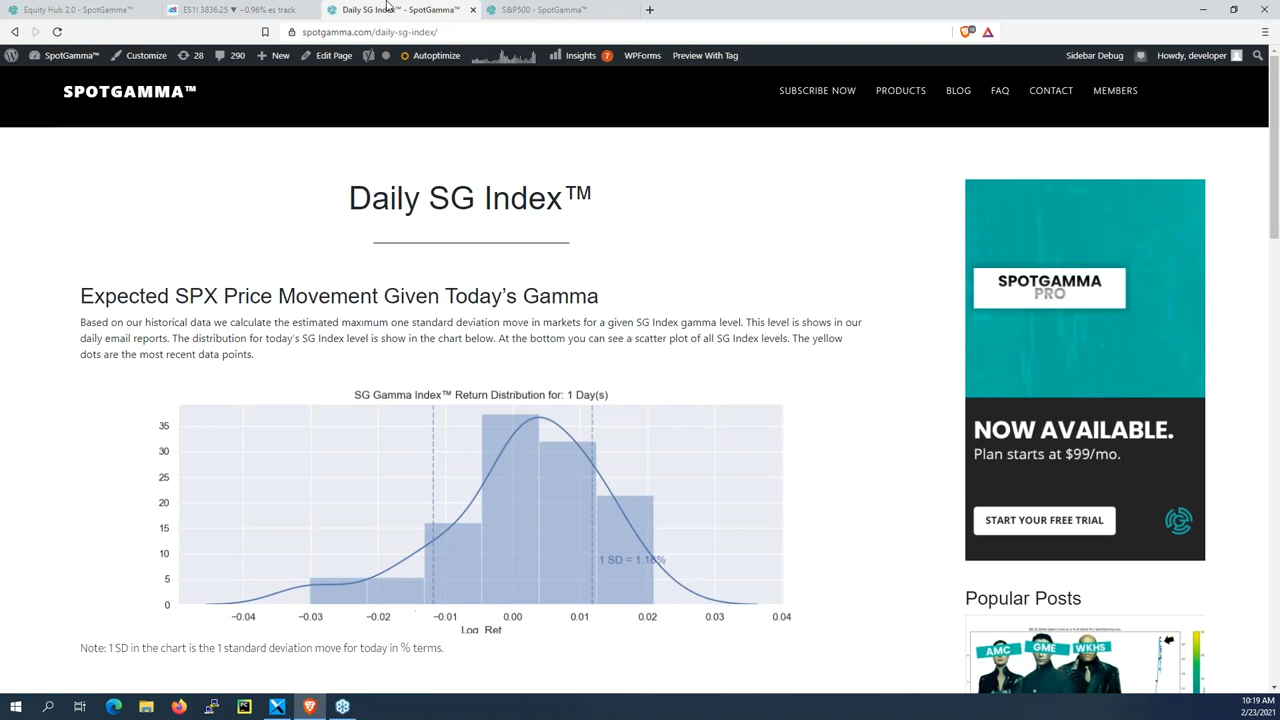 Equity Hub 2.0 - SpotGamma™
ES1! 3836.25 ▼ −0.96% es track
Daily SG Index™ - SpotGamma™
S&P500 - SpotGamma™
spotgamma.com/daily-sg-index/
SpotGamma™ Customize 28 290 New Edit Page Autoptimize Insights 7 WPForms Preview With Tag Sidebar Debug Howdy, developer
SPOTGAMMA™
SUBSCRIBE NOW PRODUCTS BLOG FAQ CONTACT MEMBERS
Daily SG Index™
Expected SPX Price Movement Given Today's Gamma
Based on our historical data we calculate the estimated maximum one standard deviation move in markets for a given SG Index gamma level. This level is shows in our
daily email reports. The distribution for today's SG Index level is show in the chart below. At the bottom you can see a scatter plot of all SG Index levels. The yellow
dots are the most recent data points.
SG Gamma Index™ Return Distribution for: 1 Day(s)
35
30
25
20
15
10
5
0
1 SD = 1.18%
−0.04 −0.03 −0.02 −0.01 0.00 0.01 0.02 0.03 0.04
Log_Ret
Note: 1 SD in the chart is the 1 standard deviation move for today in % terms.
SPOTGAMMA
PRO
NOW AVAILABLE.
Plan starts at $99/mo.
START YOUR FREE TRIAL
Popular Posts
AMC GME WKHS
10:19 AM
2/23/2021